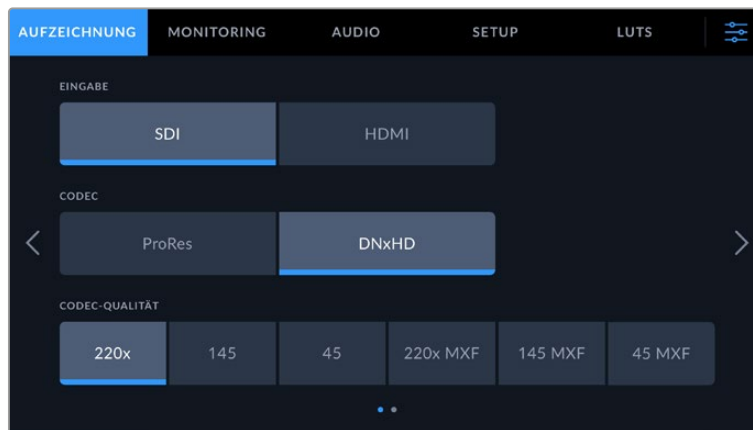 AUFZEICHNUNG MONITORING AUDIO SETUP LUTS
EINGABE
SDI HDMI
CODEC
ProRes DNxHD
CODEC-QUALITÄT
220x 145 45 220x MXF 145 MXF 45 MXF